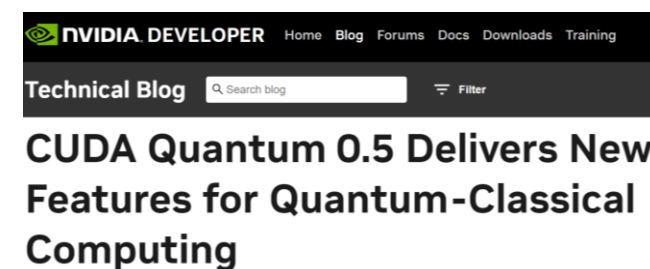 NVIDIA. DEVELOPER Home Blog Forums Docs Downloads Training
Technical Blog Search blog Filter
CUDA Quantum 0.5 Delivers New
Features for Quantum-Classical
Computing